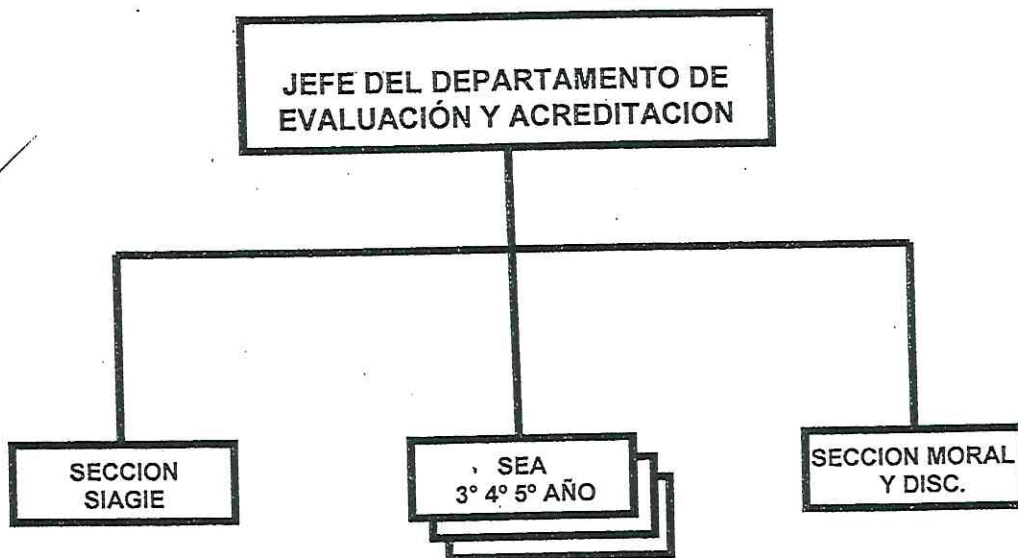 JEFE DEL DEPARTAMENTO DE
EVALUACIÓN Y ACREDITACION
SECCION
SIAGIE
SEA
3° 4° 5° AÑO
SECCION MORAL
Y DISC.